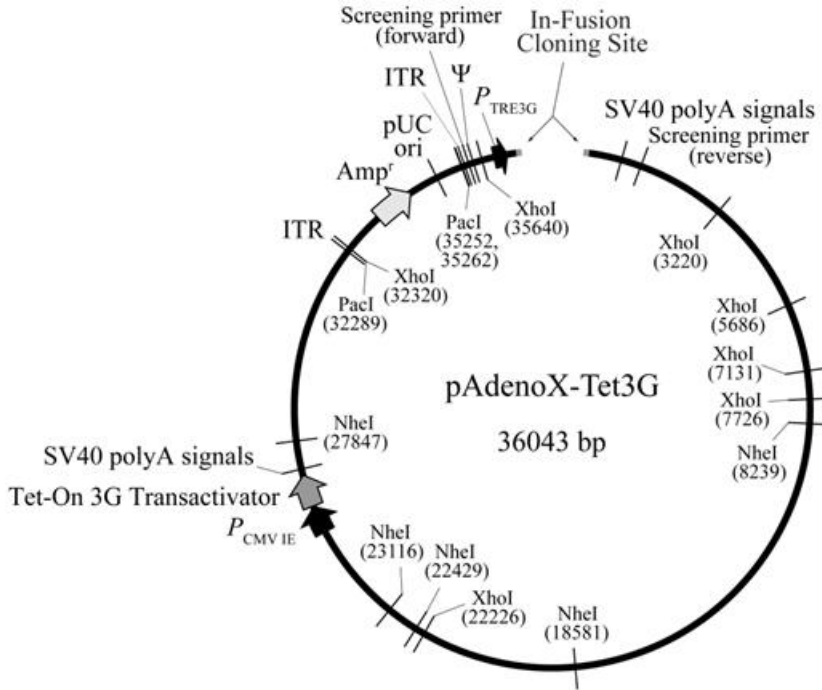 Screening primer
(forward)
In-Fusion
Cloning Site
ITR
Ψ
P TRE3G
SV40 polyA signals
Screening primer
(reverse)
pUC
ori
Ampʳ
ITR
PacI
(35252,
35262)
XhoI
(35640)
XhoI
(3220)
XhoI
(32320)
PacI
(32289)
XhoI
(5686)
XhoI
(7131)
XhoI
(7726)
NheI
(8239)
pAdenoX-Tet3G
36043 bp
NheI
(27847)
SV40 polyA signals
Tet-On 3G Transactivator
P CMV IE
NheI
(23116)
NheI
(22429)
XhoI
(22226)
NheI
(18581)